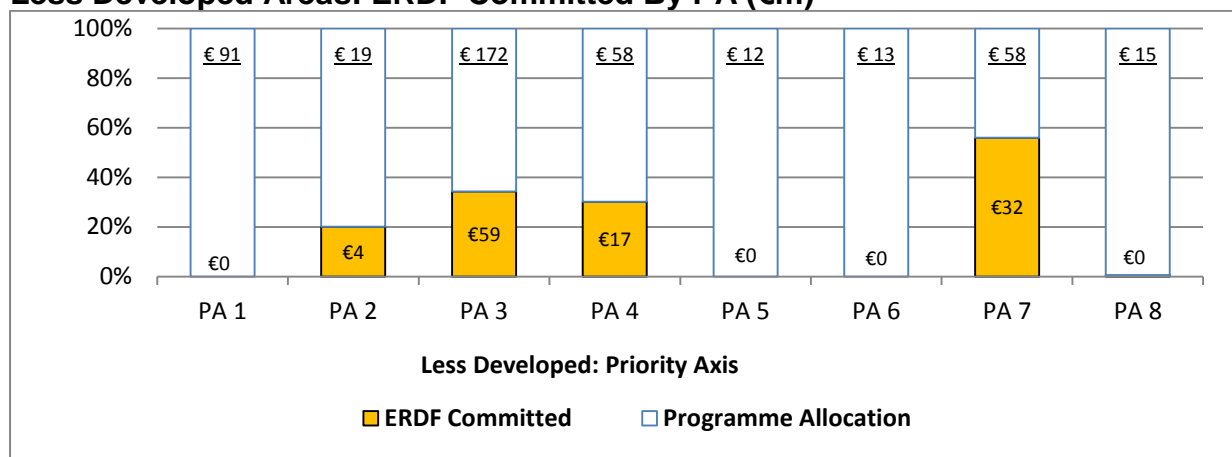 Less Developed Areas: ERDF Committed By PA (€m)
100%
€ 91 € 19 € 172 € 58 € 12 € 13 € 58 € 15
80%
60%
40%
€32
20%
€59
€17
€4
€0 €0 €0 €0
0%
PA 1 PA 2 PA 3 PA 4 PA 5 PA 6 PA 7 PA 8
Less Developed: Priority Axis
ERDF Committed Programme Allocation